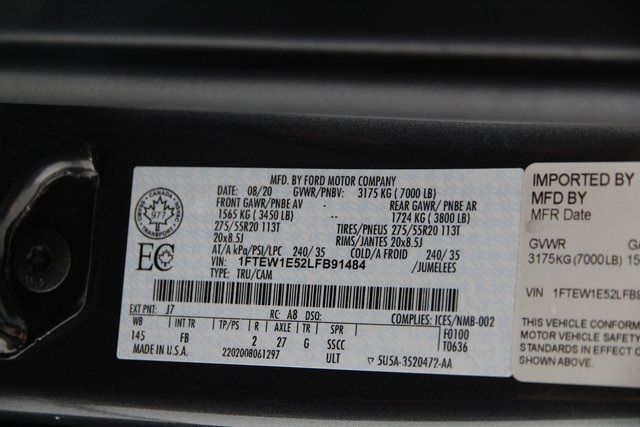 MFD. BY FORD MOTOR COMPANY
DATE: 08/20 GVWR/PNBV: 3175 KG ( 7000 LB)
FRONT GAWR/PNBE AV -- REAR GAWR/PNBE AR
1565 KG ( 3450 LB) 1724 KG ( 3800 LB)
275/55R20 113T TIRES/PNEUS 275/55R20 113T
20x8.5J RIMS/JANTES 20x8.5J
AT/A kPa/PSI/LPC 240/ 35 COLD/A FROID 240/ 35
VIN: 1FTEW1E52LFB91484 /JUMELEES
TYPE: TRU/CAM
CANADA
977
TRANSPORT
EC
EXT PNT: J7 RC: A8 DSO: COMPLIES: ICES/NMB-002
WB INT TR TP/PS R AXLE TR SPR F0100
145 FB 2 27 G SSCC T0636
MADE IN U.S.A. 2202008061297 ULT 5U5A-3520472-AA
IMPORTED BY
MFD BY
MFR Date
GVWR GA
3175KG (7000LB) 15
VIN 1FTEW1E52LFB9
THIS VEHICLE CONFORM
MOTOR VEHICLE SAFETY
STANDARDS IN EFFECT O
SHOWN ABOVE.